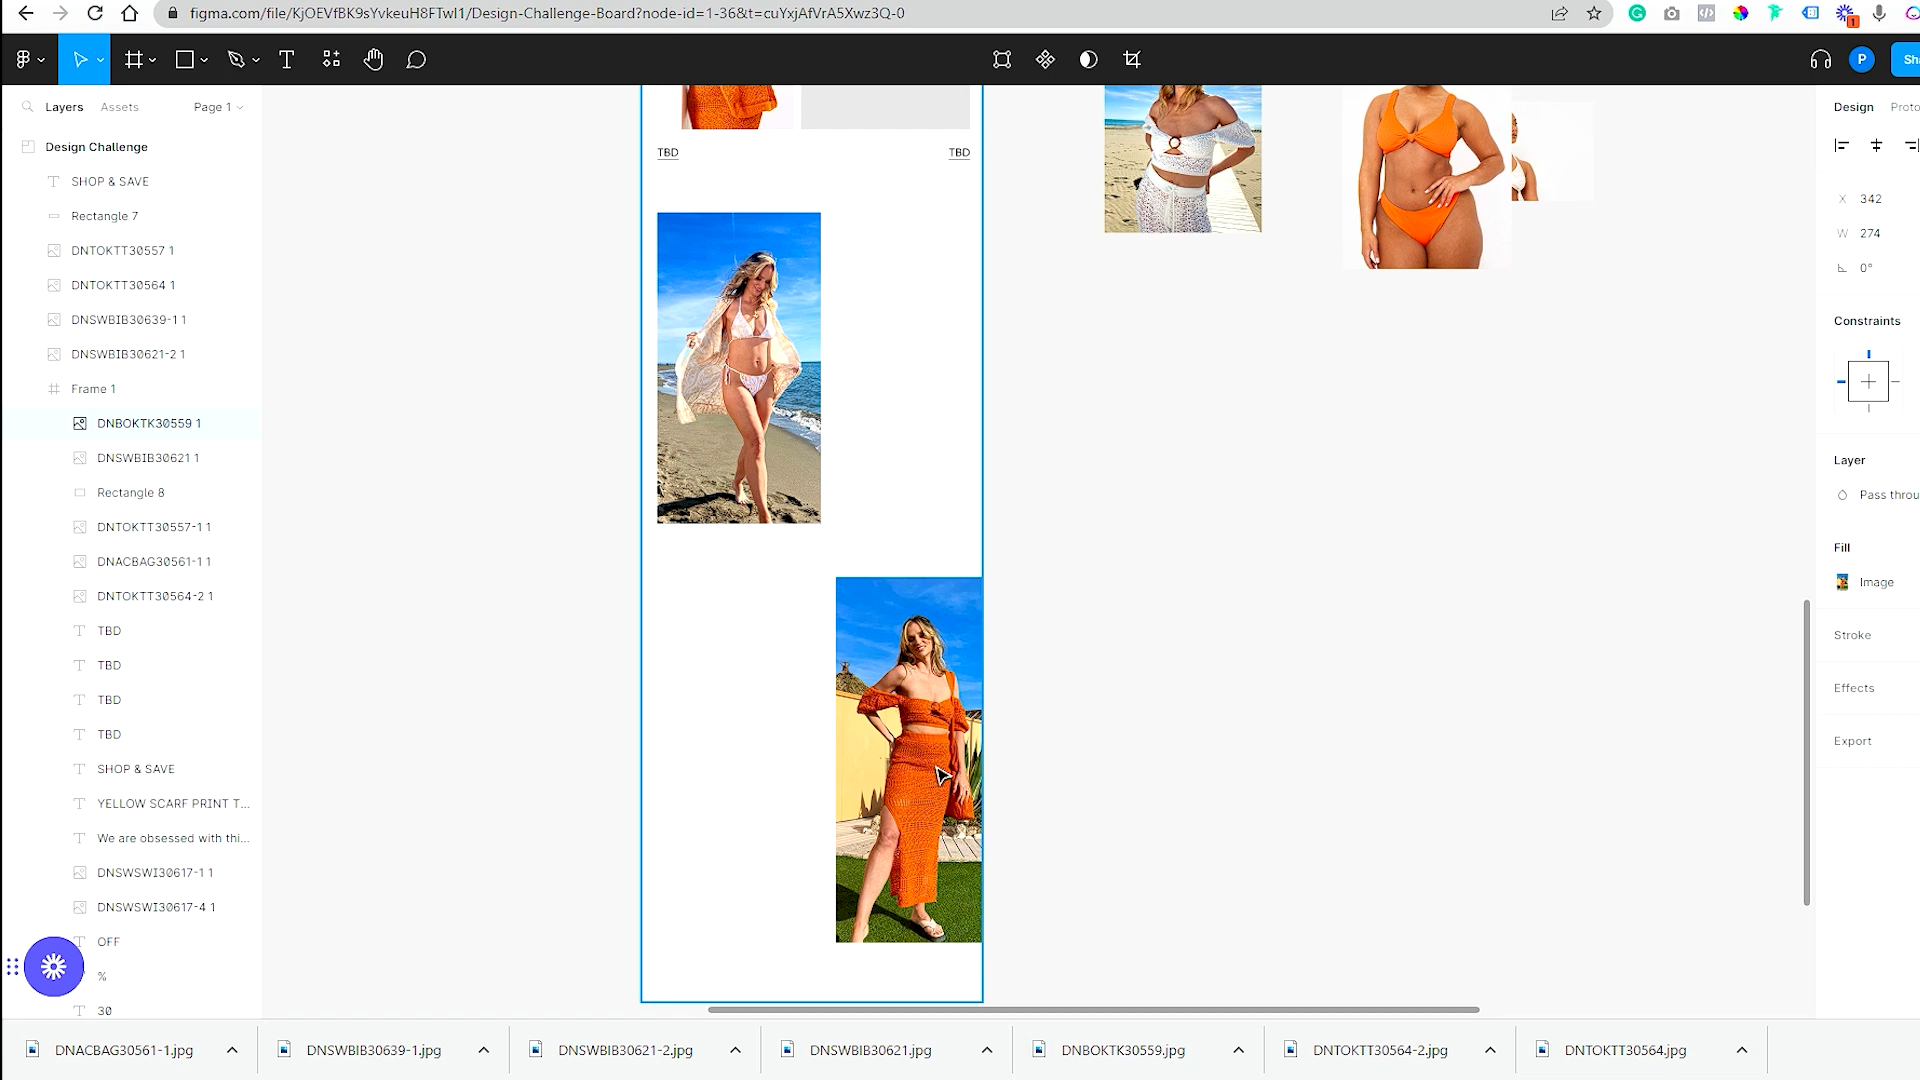 figma.com/file/KjOEVfBK9sYvkeuH8FTwI1/Design-Challenge-Board?node-id=1-36&t=cuYxjAfVrA5Xwz3Q-0
1
P
Sha
Layers
Assets
Page 1
Design
Proto
Design Challenge
SHOP & SAVE
Rectangle 7
DNTOKTT30557 1
DNTOKTT30564 1
DNSWBIB30639-1 1
DNSWBIB30621-2 1
Frame 1
DNBOKTK30559 1
DNSWBIB30621 1
Rectangle 8
DNTOKTT30557-1 1
DNACBAG30561-1 1
DNTOKTT30564-2 1
TBD
TBD
TBD
TBD
SHOP & SAVE
YELLOW SCARF PRINT T...
We are obsessed with thi...
DNSWSWI30617-1 1
DNSWSWI30617-4 1
OFF
%
30
TBD
TBD
X 342
W 274
0°
Constraints
Layer
Pass throu
Fill
Image
Stroke
Effects
Export
DNACBAG30561-1.jpg
DNSWBIB30639-1.jpg
DNSWBIB30621-2.jpg
DNSWBIB30621.jpg
DNBOKTK30559.jpg
DNTOKTT30564-2.jpg
DNTOKTT30564.jpg